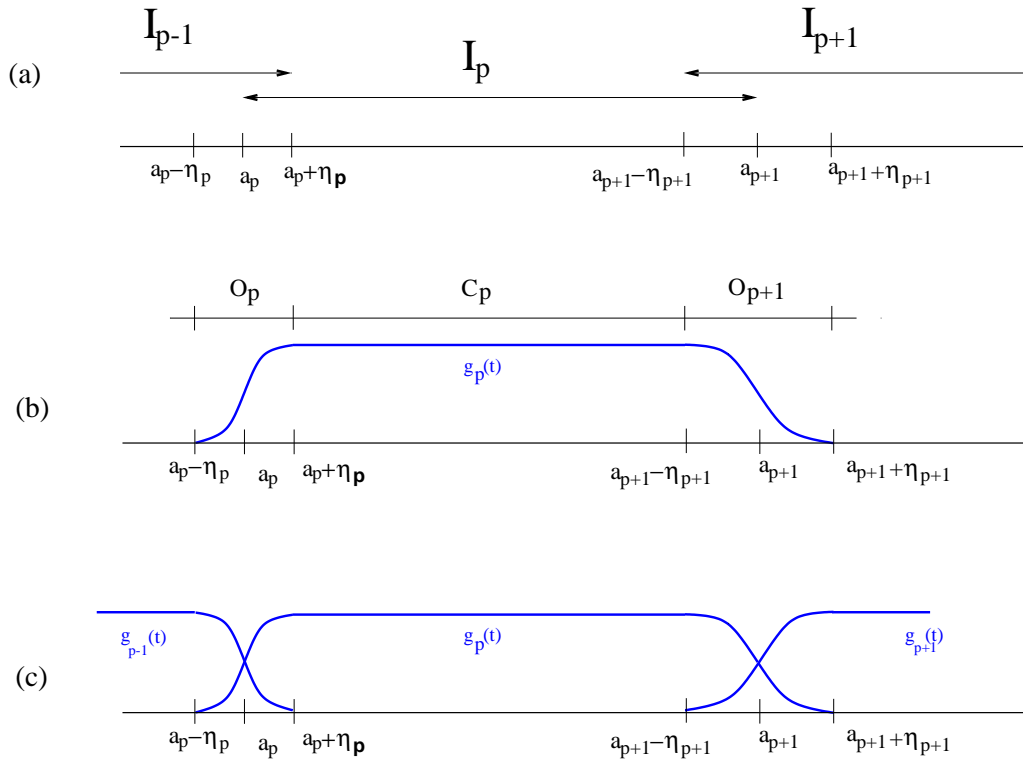 I_{p-1} I_{p+1}
I_p
(a)
a_p−η_p a_p a_p+η_p a_{p+1}−η_{p+1} a_{p+1} a_{p+1}+η_{p+1}
O_p C_p O_{p+1}
g_p(t)
(b)
a_p−η_p a_p a_p+η_p a_{p+1}−η_{p+1} a_{p+1} a_{p+1}+η_{p+1}
g_{p-1}(t) g_p(t) g_{p+1}(t)
(c)
a_p−η_p a_p a_p+η_p a_{p+1}−η_{p+1} a_{p+1} a_{p+1}+η_{p+1}